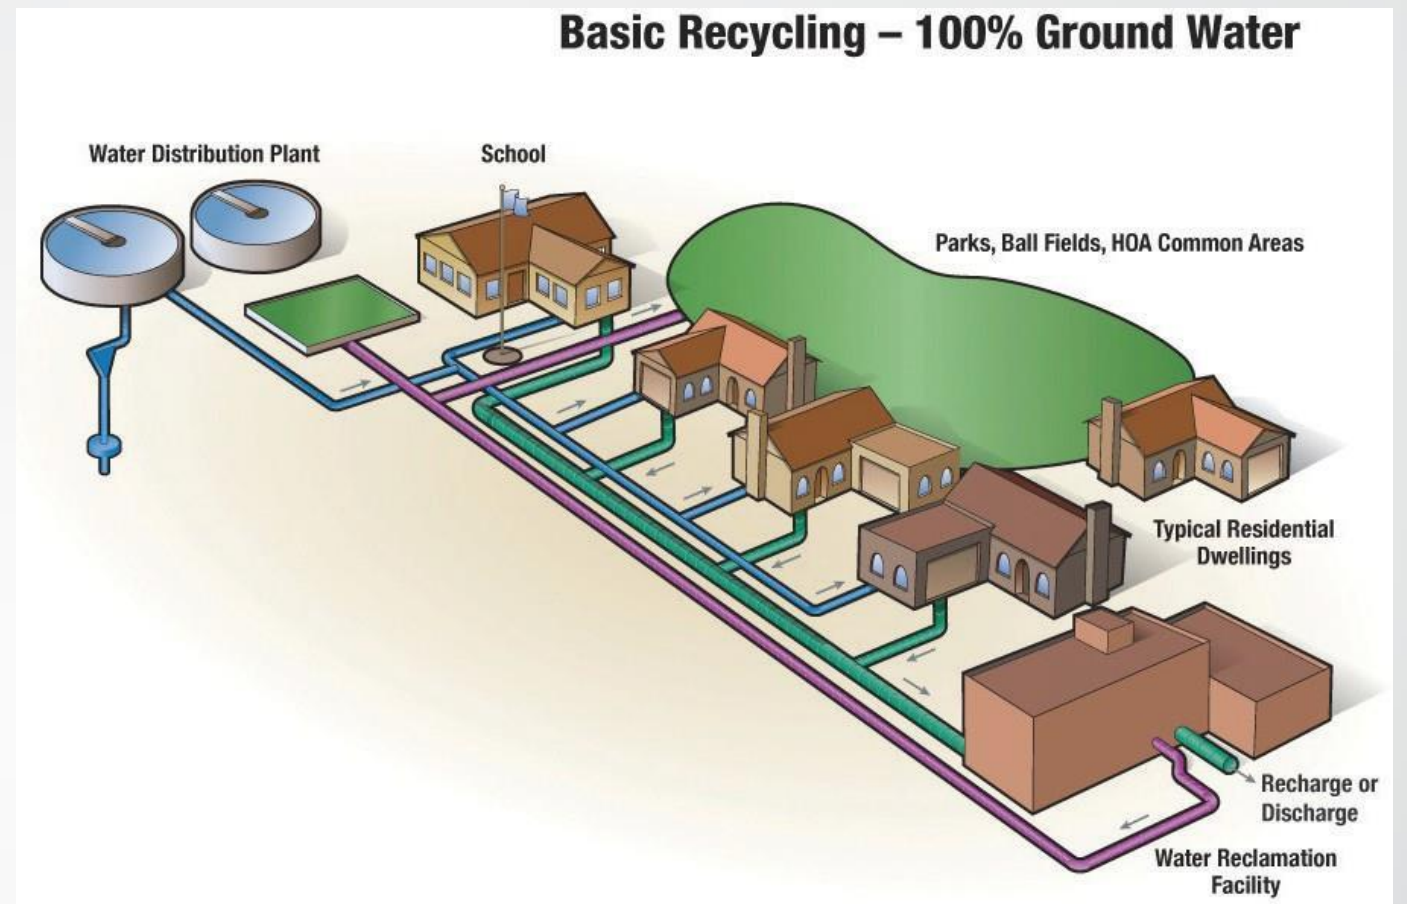 Basic Recycling – 100% Ground Water
Water Distribution Plant
School
Parks, Ball Fields, HOA Common Areas
Typical Residential
Dwellings
Recharge or
Discharge
Water Reclamation
Facility